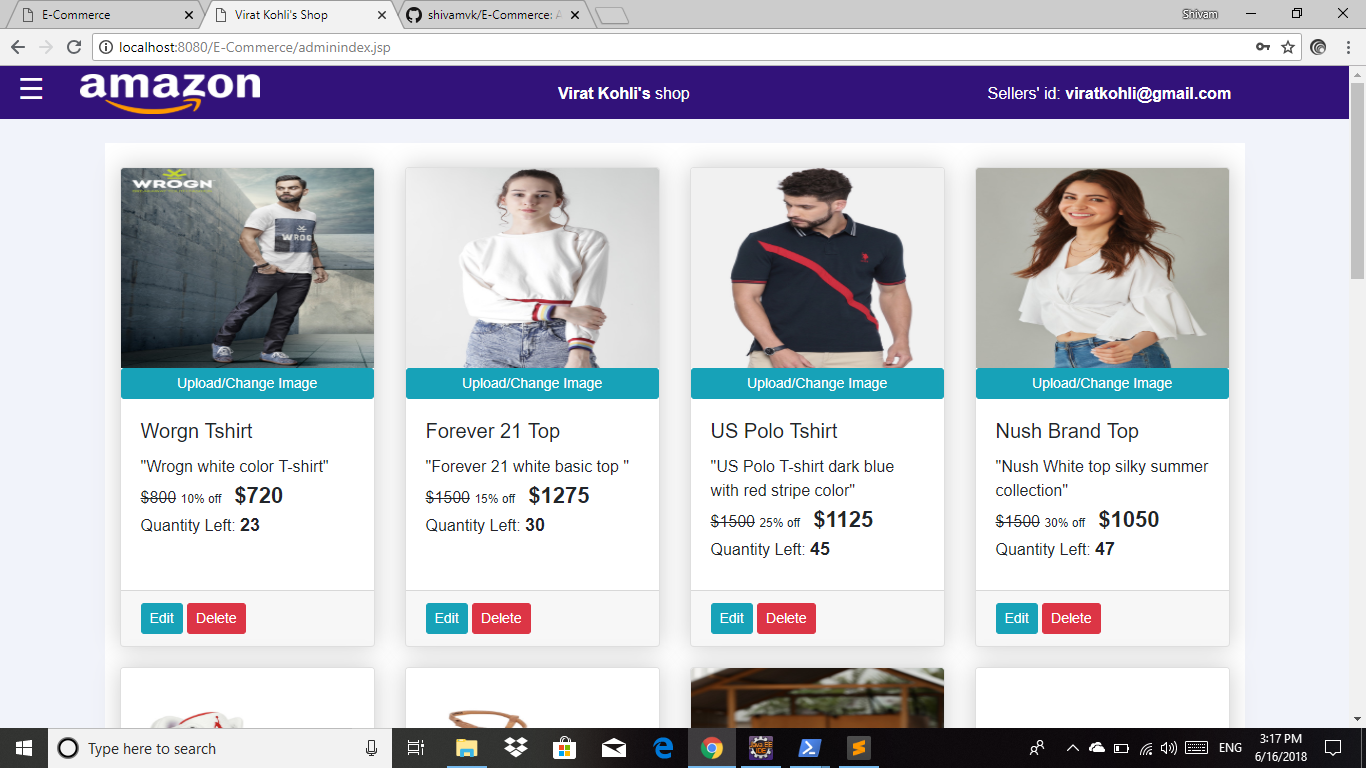 E-Commerce
Virat Kohli's Shop
shivamvk/E-Commerce: A
Shivam
localhost:8080/E-Commerce/adminindex.jsp
amazon
Virat Kohli's shop
Sellers' id: viratkohli@gmail.com
WROGN
WROGN
Upload/Change Image
Upload/Change Image
Upload/Change Image
Upload/Change Image
Worgn Tshirt
Forever 21 Top
US Polo Tshirt
Nush Brand Top
"Wrogn white color T-shirt"
"Forever 21 white basic top "
"US Polo T-shirt dark blue
with red stripe color"
"Nush White top silky summer
collection"
$800 10% off $720
$1500 15% off $1275
$1500 25% off $1125
$1500 30% off $1050
Quantity Left: 23
Quantity Left: 30
Quantity Left: 45
Quantity Left: 47
Edit Delete
Edit Delete
Edit Delete
Edit Delete
Type here to search
ENG
3:17 PM
6/16/2018